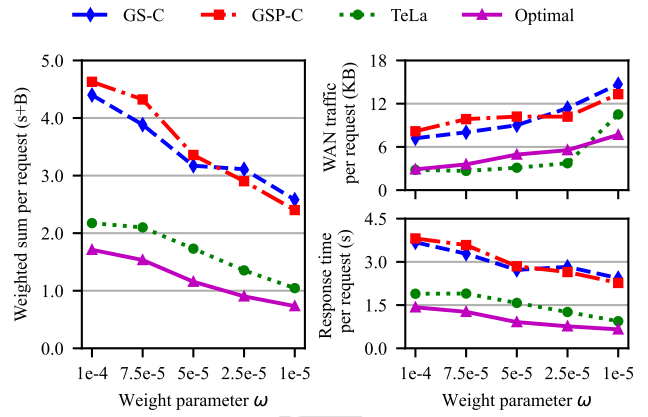 GS-C GSP-C TeLa Optimal
Weighted sum per request (s+B)
5.0
4.0
3.0
2.0
1.0
0.0
1e-4 7.5e-5 5e-5 2.5e-5 1e-5
Weight parameter ω
WAN traffic
per request (KB)
18
12
6
0
Response time
per request (s)
4.5
3.0
1.5
0.0
1e-4 7.5e-5 5e-5 2.5e-5 1e-5
Weight parameter ω